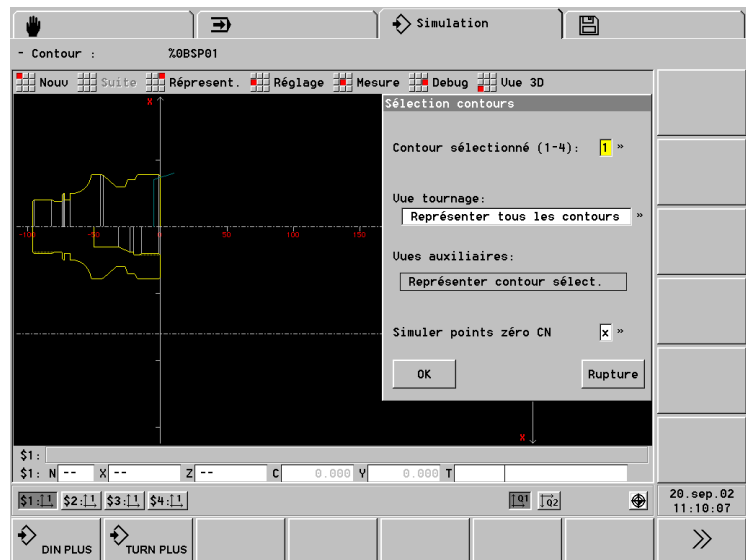 Simulation
- Contour : %0BSP01
Nouv Suite Réprésent. Réglage Mesure Debug Vue 3D
Sélection contours
X
Contour sélectionné (1-4): 1 »
Vue tournage:
Représenter tous les contours »
-100 -50 0 50 100 150
Vues auxiliaires:
Représenter contour sélect.
Simuler points zéro CN x »
OK Rupture
X
$1:
$1: N -- X -- Z -- C 0.000 Y 0.000 T
$1: 1 $2: 1 $3: 1 $4: 1 Q1 Q2
20.sep.02
11:10:07
DIN PLUS TURN PLUS